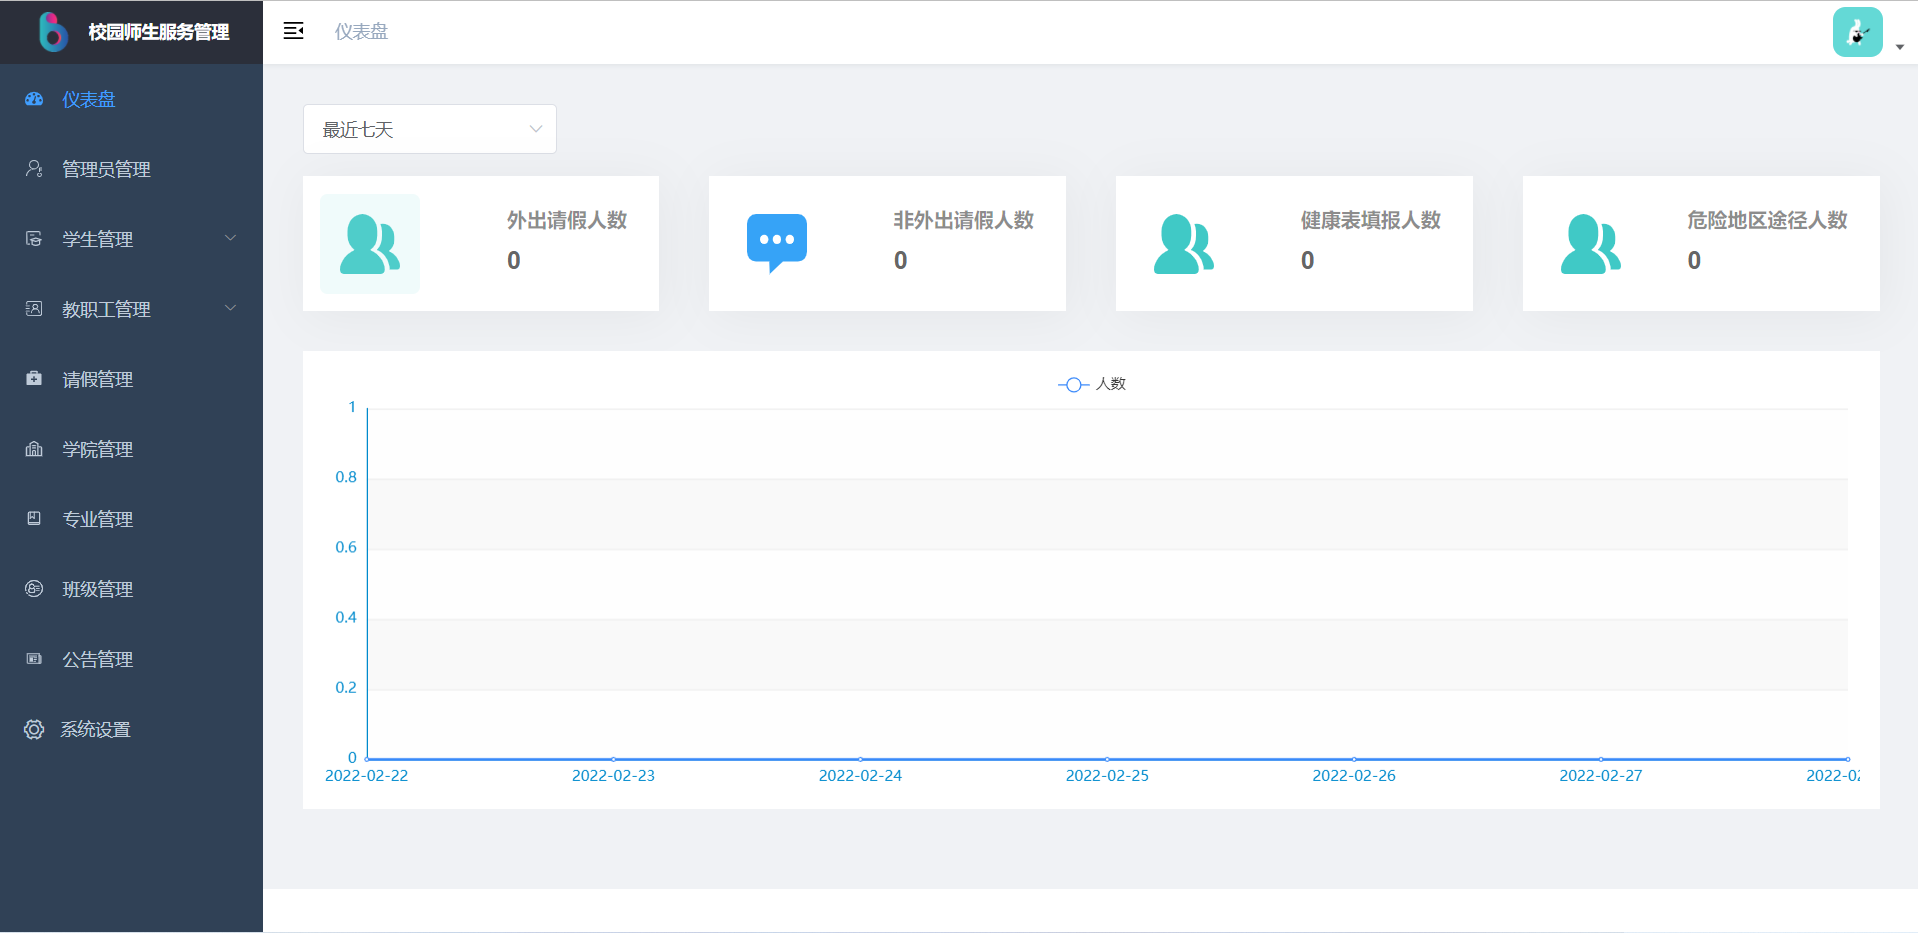 校园师生服务管理
仪表盘
仪表盘
管理员管理
学生管理
教职工管理
请假管理
学院管理
专业管理
班级管理
公告管理
系统设置
最近七天
外出请假人数
0
非外出请假人数
0
健康表填报人数
0
危险地区途径人数
0
人数
1
0.8
0.6
0.4
0.2
0
2022-02-22 2022-02-23 2022-02-24 2022-02-25 2022-02-26 2022-02-27 2022-02